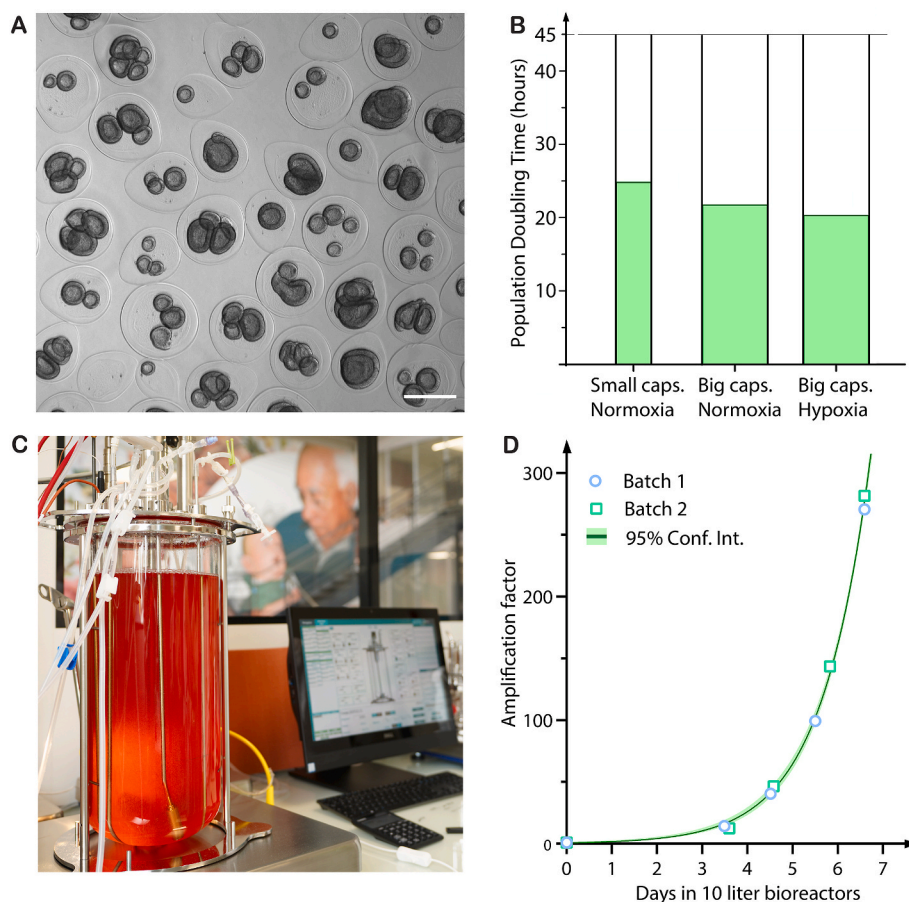 A
B
Population Doubling Time (hours)
45
40
30
20
10
Small caps.
Normoxia
Big caps.
Normoxia
Big caps.
Hypoxia
C
D
Amplification factor
300
200
100
0
Batch 1
Batch 2
95% Conf. Int.
0 1 2 3 4 5 6 7
Days in 10 liter bioreactors